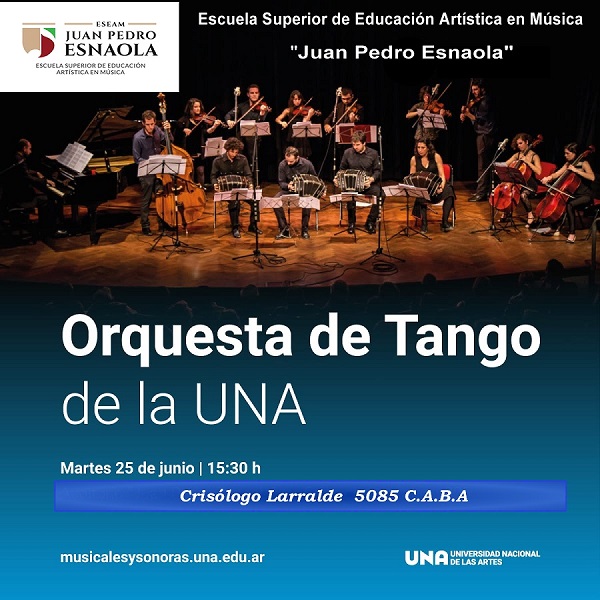 ESEAM
JUAN PEDRO
ESNAOLA
ESCUELA SUPERIOR DE EDUCACIÓN
ARTÍSTICA EN MÚSICA
Escuela Superior de Educación Artística en Música
"Juan Pedro Esnaola"
Orquesta de Tango
de la UNA
Martes 25 de junio | 15:30 h
Crisólogo Larralde 5085 C.A.B.A
musicalesysonoras.una.edu.ar
UNA UNIVERSIDAD NACIONAL
DE LAS ARTES